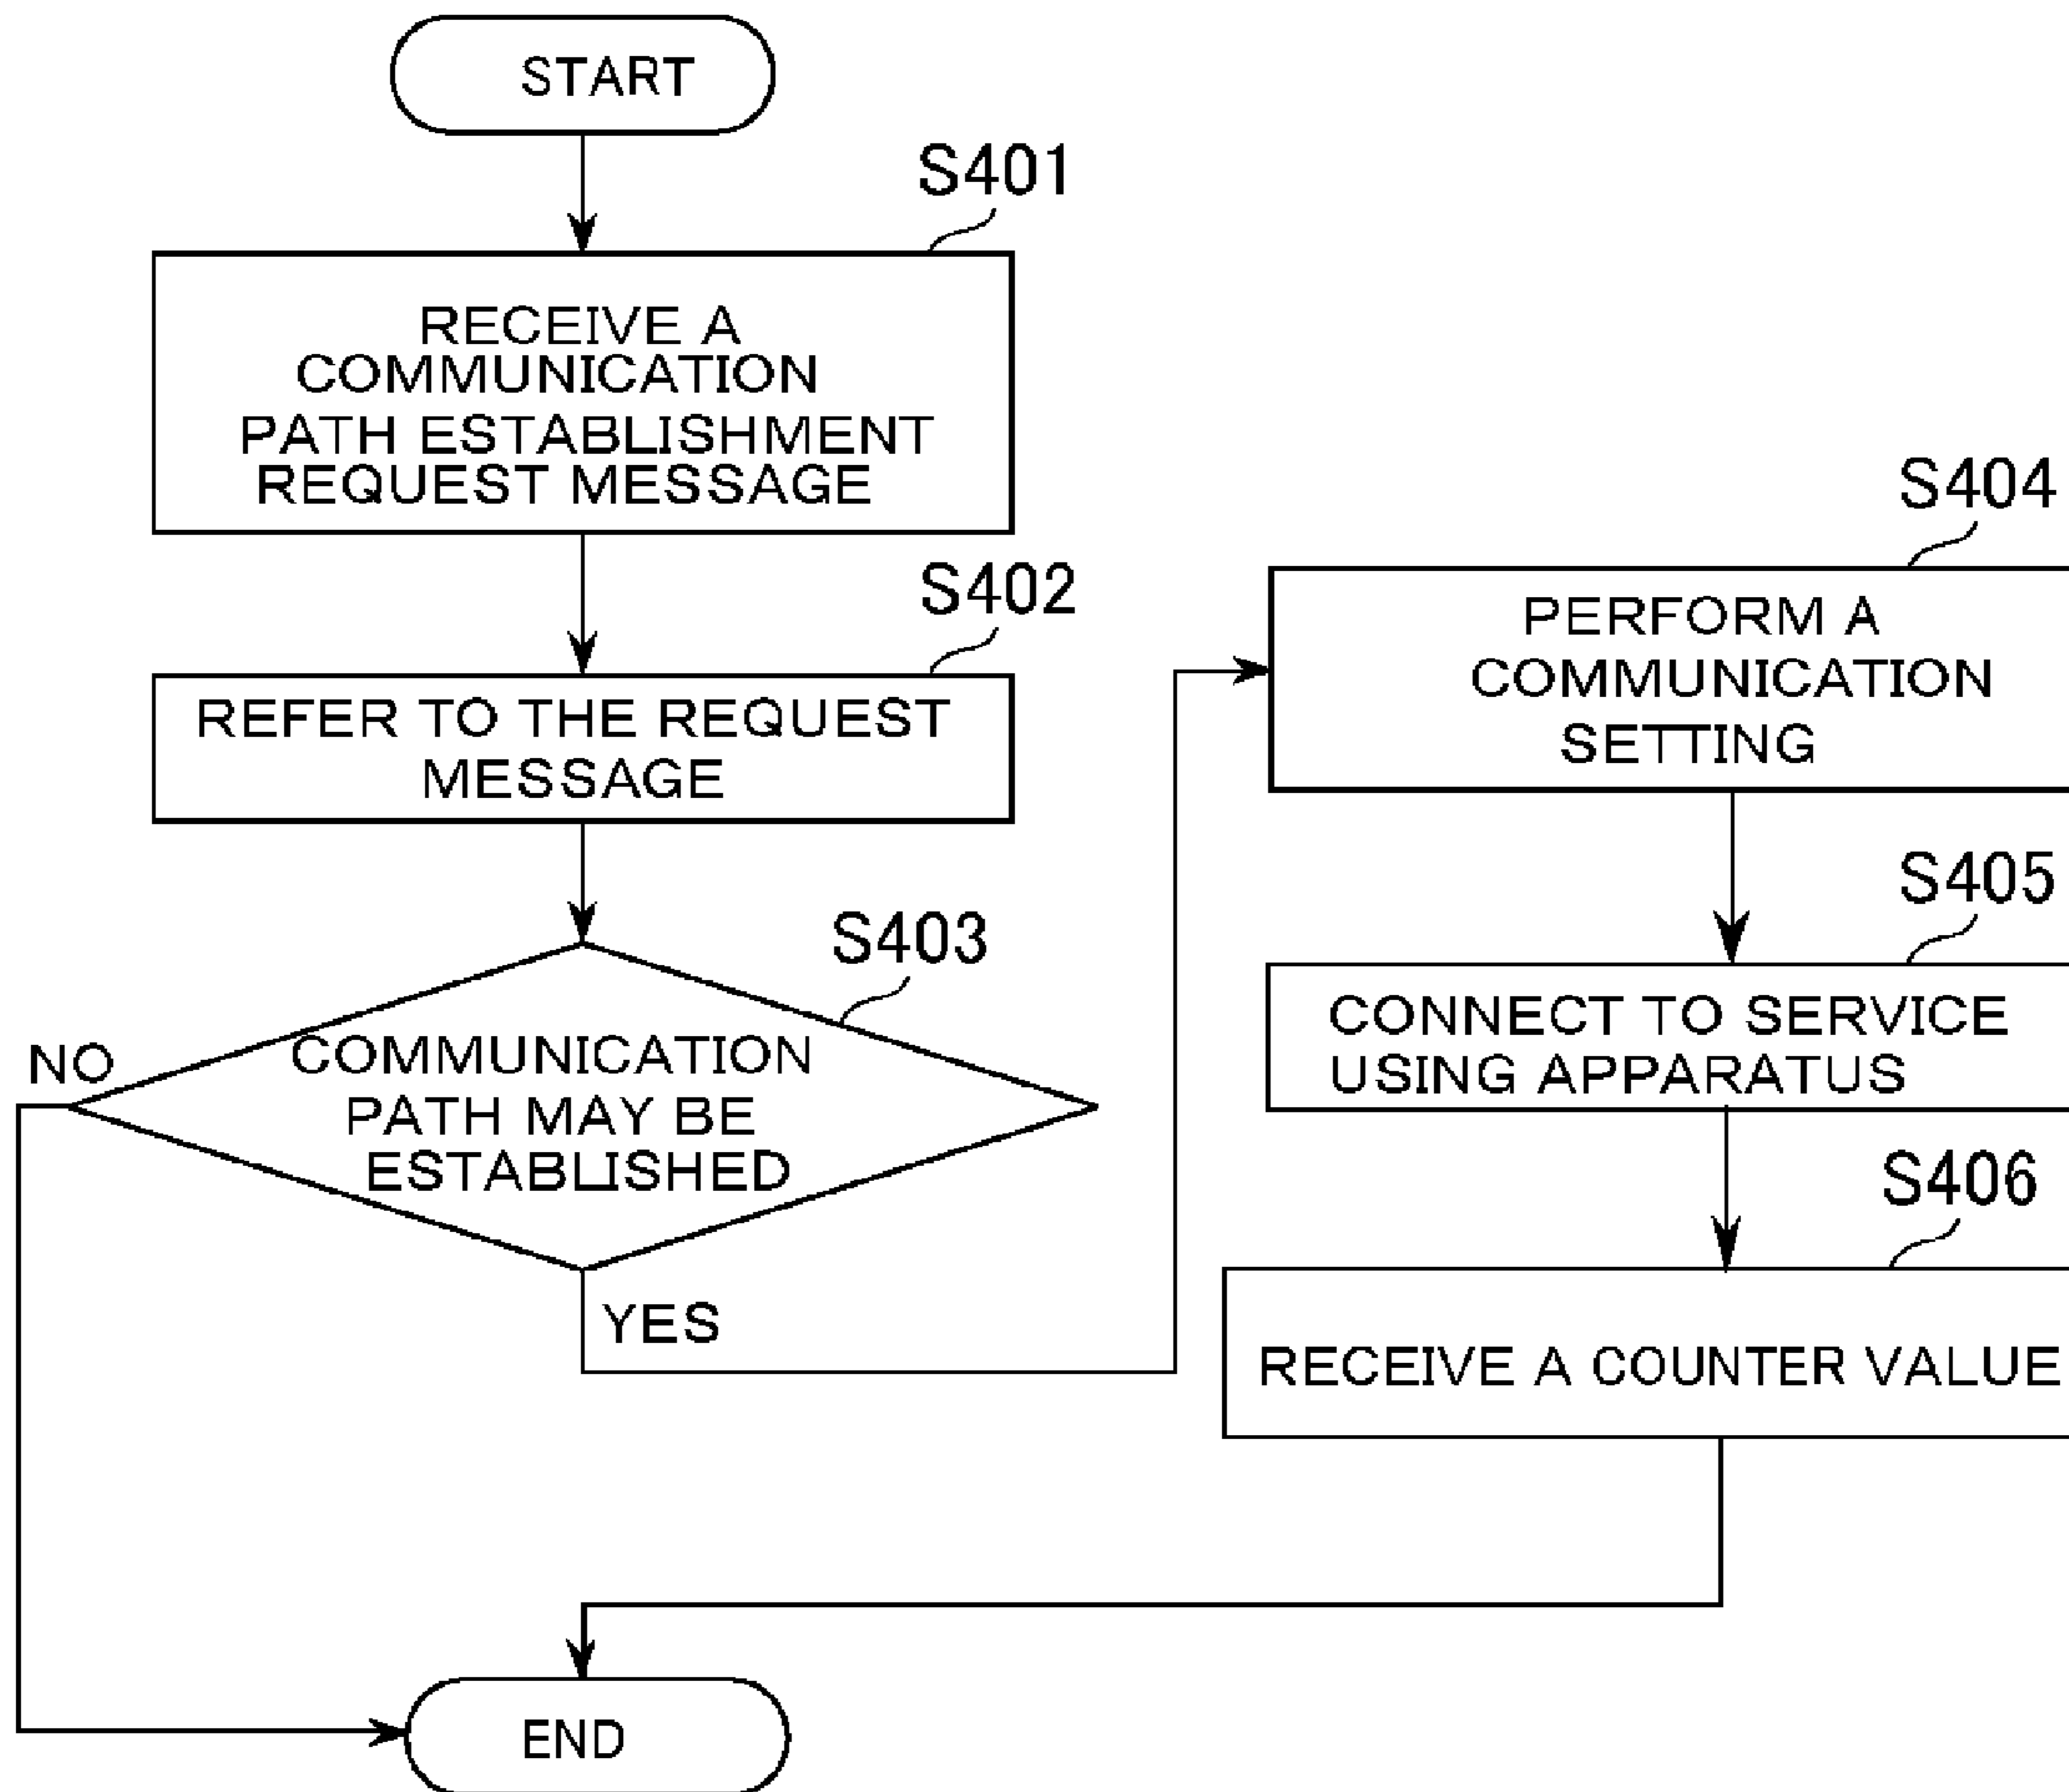 START
S401
RECEIVE A
COMMUNICATION
PATH ESTABLISHMENT
REQUEST MESSAGE
S402
REFER TO THE REQUEST
MESSAGE
S403
COMMUNICATION
PATH MAY BE
ESTABLISHED
NO
YES
S404
PERFORM A
COMMUNICATION
SETTING
S405
CONNECT TO SERVICE
USING APPARATUS
S406
RECEIVE A COUNTER VALUE
END